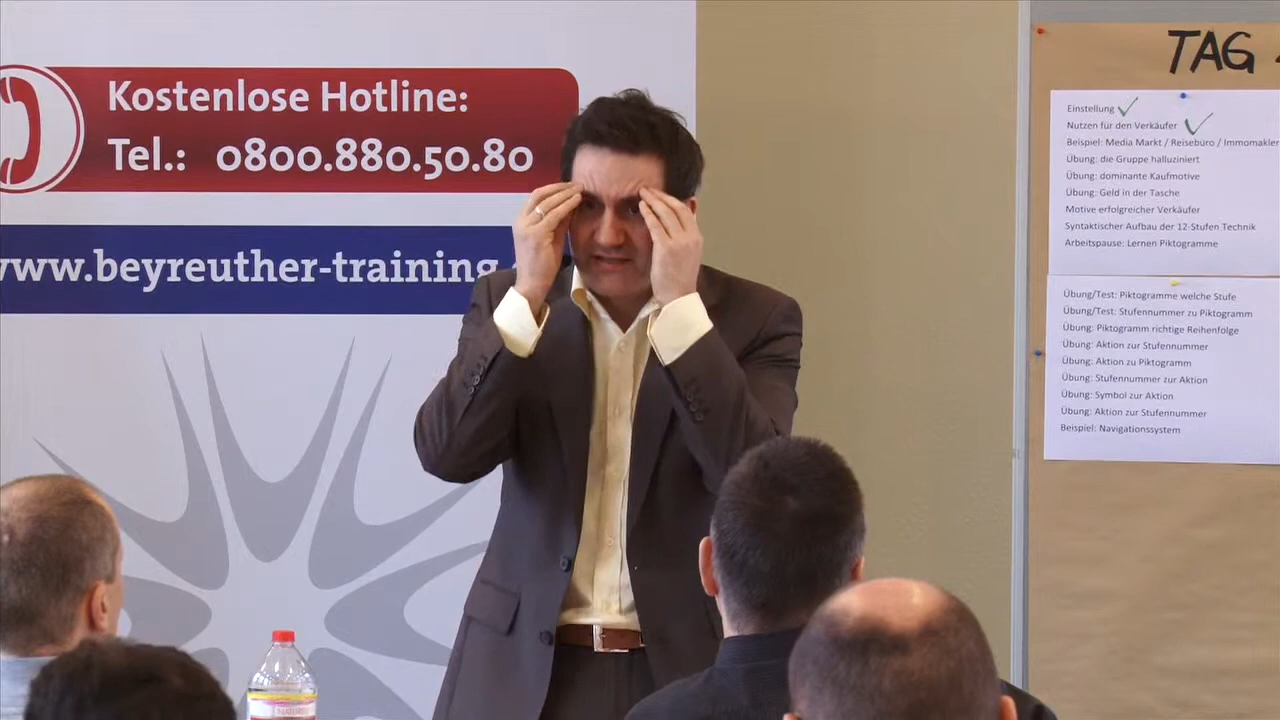 Kostenlose Hotline:
Tel.: 0800.880.50.80
www.beyreuther-training.
TAG
Einstellung
Nutzen für den Verkäufer
Beispiel: Media Markt / Reisebüro / Immomakler
Übung: die Gruppe halluziniert
Übung: dominante Kaufmotive
Übung: Geld in der Tasche
Motive erfolgreicher Verkäufer
Syntaktischer Aufbau der 12-Stufen Technik
Arbeitspause: Lernen Piktogramme
Übung/Test: Piktogramme welche Stufe
Übung/Test: Stufennummer zu Piktogramm
Übung: Piktogramm richtige Reihenfolge
Übung: Aktion zur Stufennummer
Übung: Aktion zu Piktogramm
Übung: Stufennummer zur Aktion
Übung: Symbol zur Aktion
Übung: Aktion zur Stufennummer
Beispiel: Navigationssystem